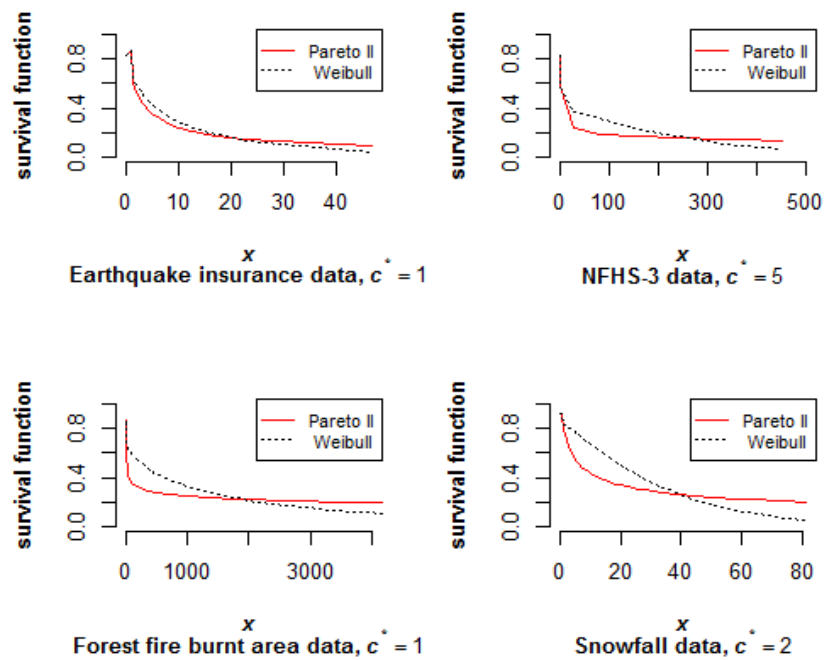 survival function
0.0 0.4 0.8
Pareto II
Weibull
0 10 20 30 40
x
Earthquake insurance data, c* = 1
survival function
0.0 0.4 0.8
Pareto II
Weibull
0 100 300 500
x
NFHS-3 data, c* = 5
survival function
0.0 0.4 0.8
Pareto II
Weibull
0 1000 3000
x
Forest fire burnt area data, c* = 1
survival function
0.0 0.4 0.8
Pareto II
Weibull
0 20 40 60 80
x
Snowfall data, c* = 2